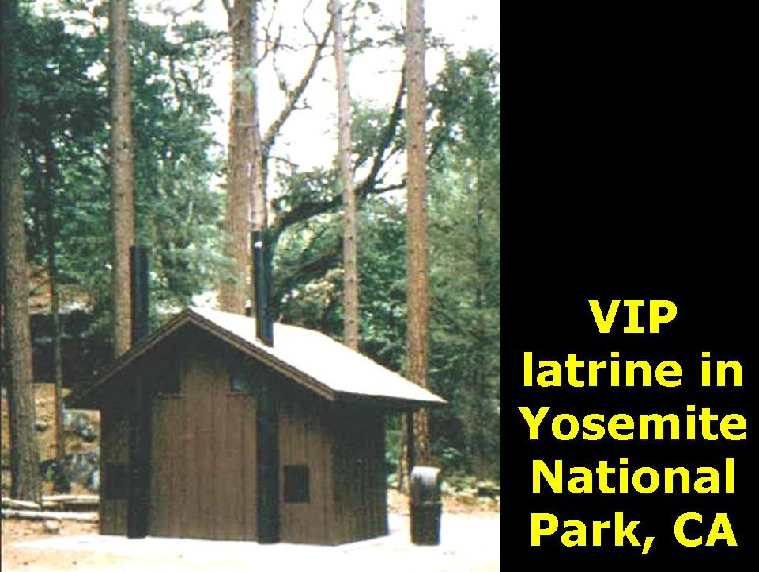 VIP
latrine in
Yosemite
National
Park, CA